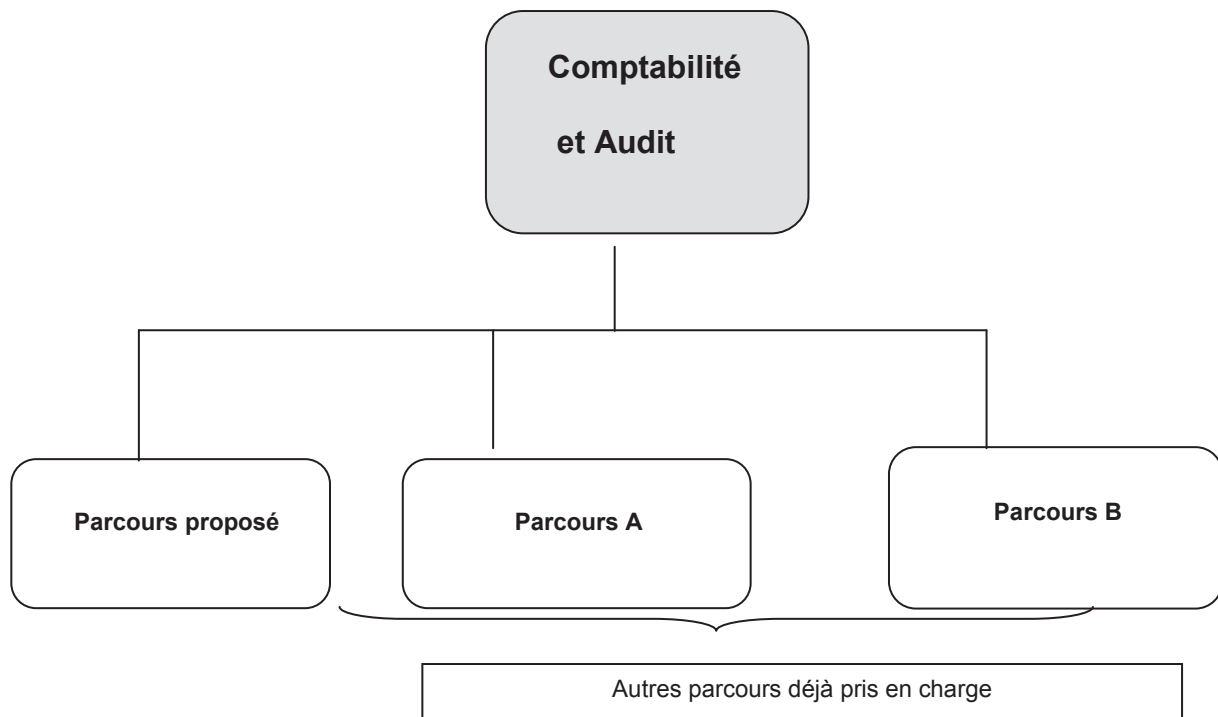 Comptabilité
et Audit
Parcours proposé
Parcours A
Parcours B
Autres parcours déjà pris en charge